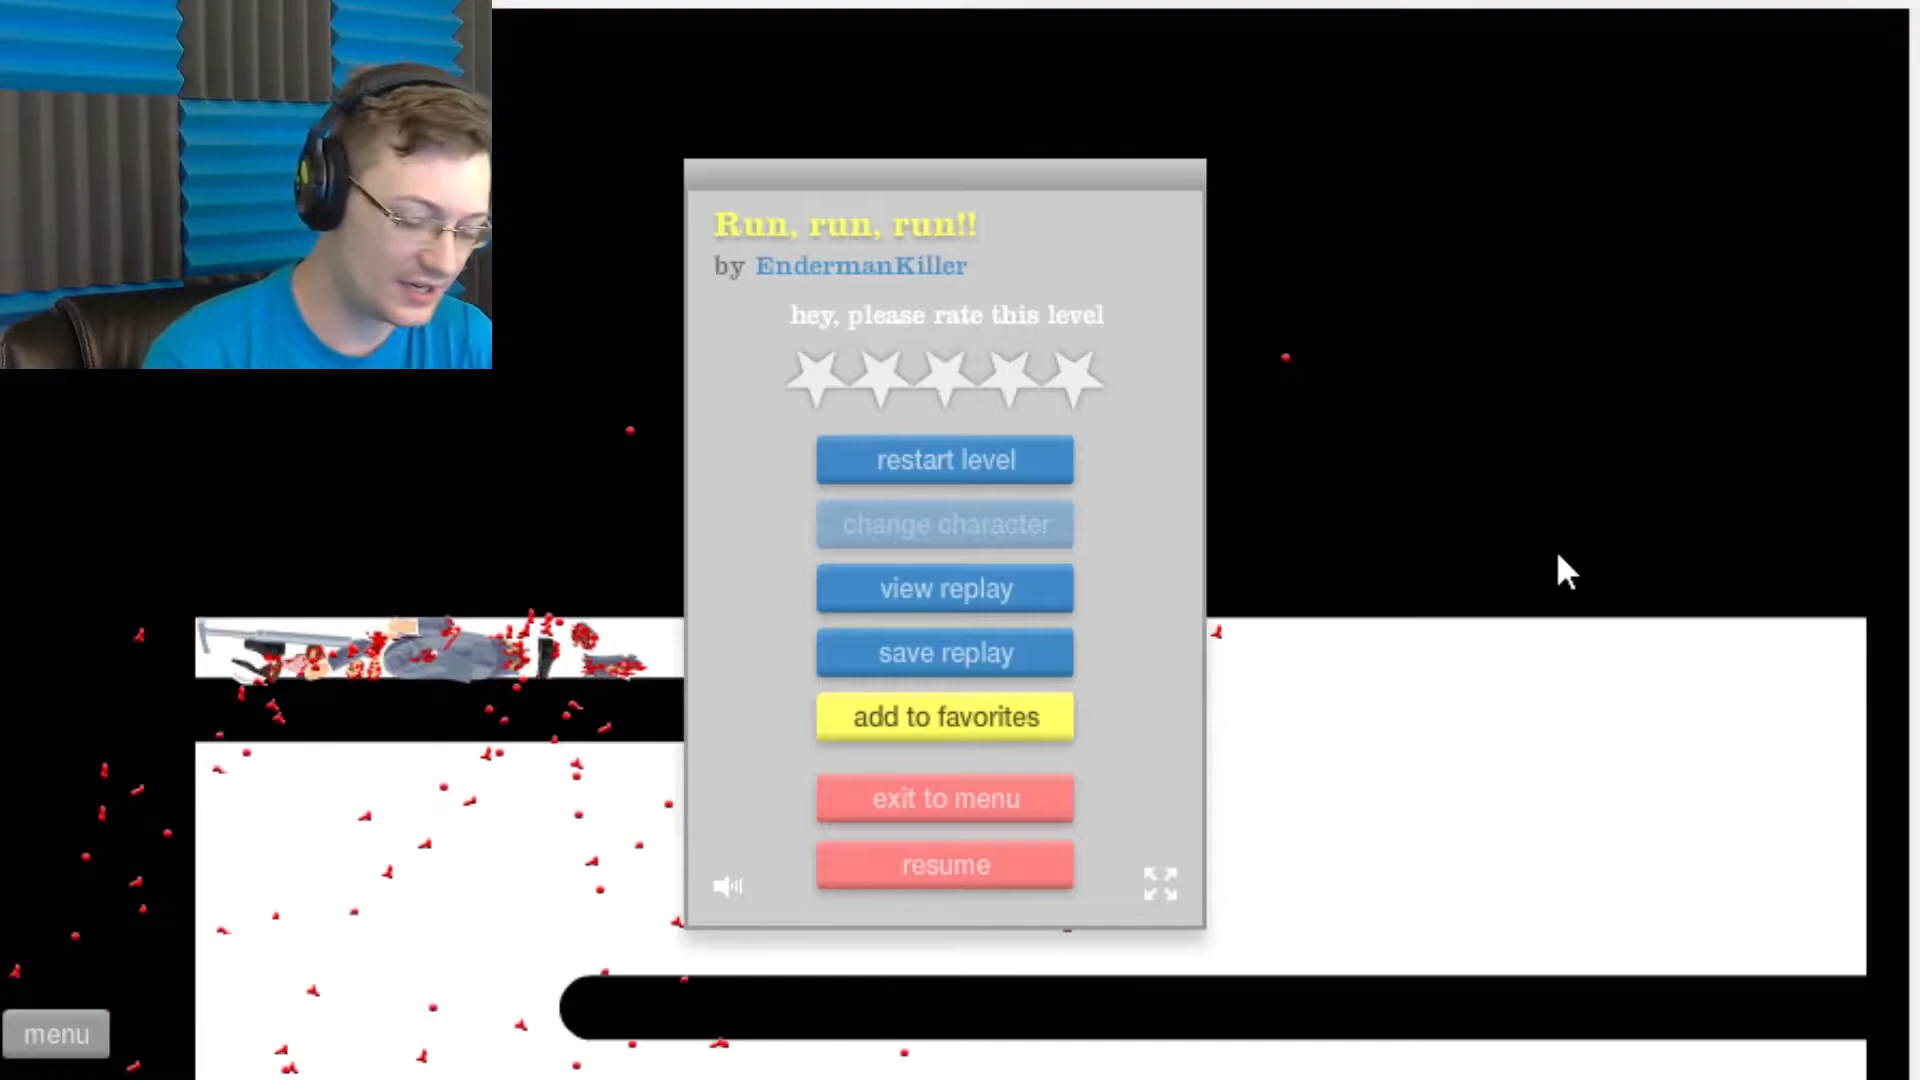 Run, run, run!!
by EndermanKiller
hey, please rate this level
restart level
change character
view replay
save replay
add to favorites
exit to menu
resume
menu